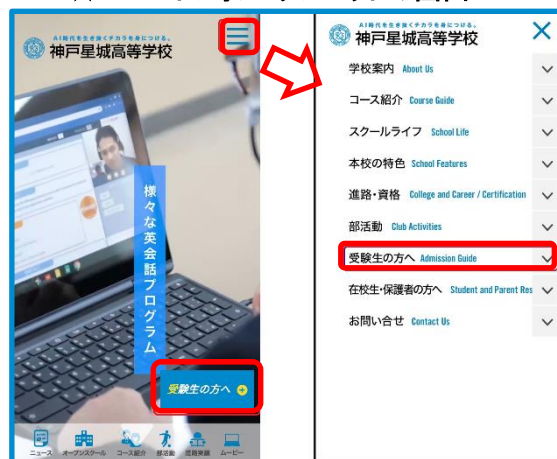 AI時代を生き抜くチカラを身につける。
神戸星城高等学校
様々な英会話プログラム
受験生の方へ
ニュース オープンスクール コース紹介 部活動 進路実績 ムービー
AI時代を生き抜くチカラを身につける。
神戸星城高等学校
学校案内 About Us
コース紹介 Course Guide
スクールライフ School Life
本校の特色 School Features
進路・資格 College and Career / Certification
部活動 Club Activities
受験生の方へ Admission Guide
在校生・保護者の方へ Student and Parent Res
お問い合せ Contact Us